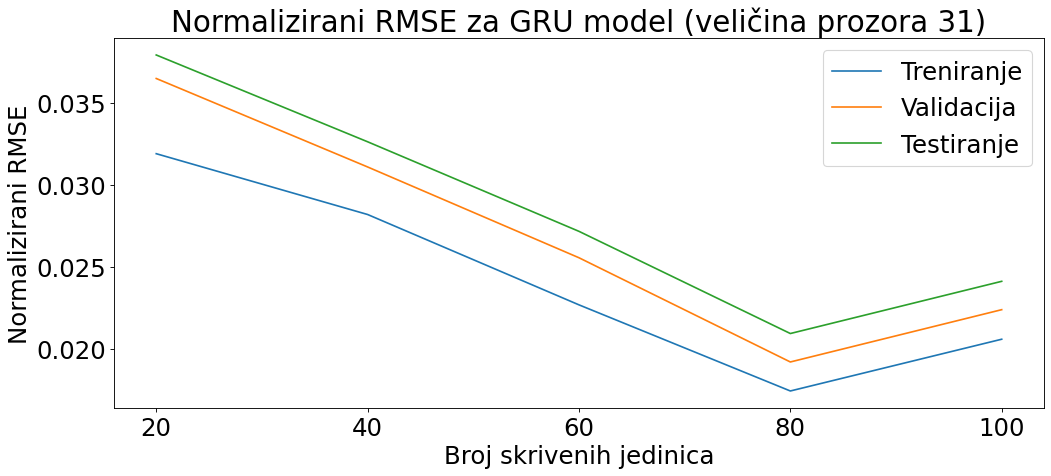 Normalizirani RMSE za GRU model (veličina prozora 31)
Treniranje
Validacija
Testiranje
Normalizirani RMSE
0.035
0.030
0.025
0.020
20 40 60 80 100
Broj skrivenih jedinica